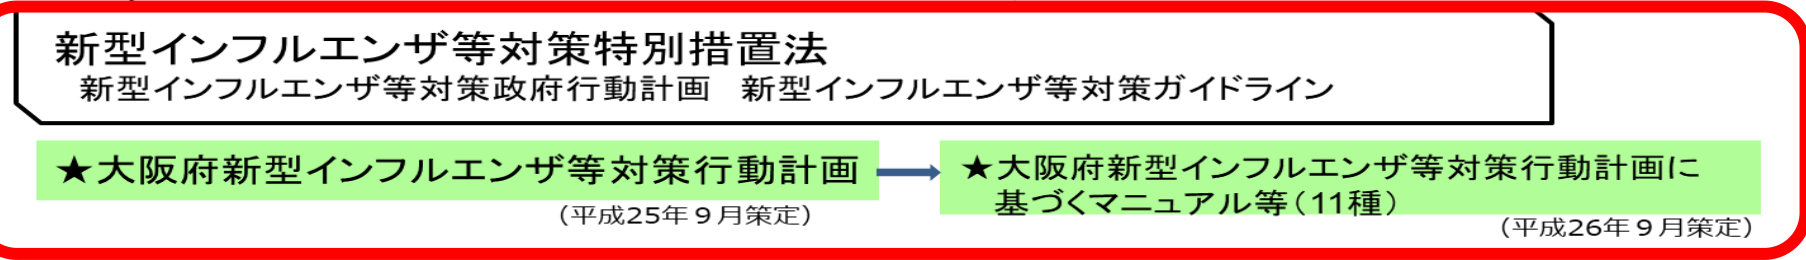 新型インフルエンザ等対策特別措置法
新型インフルエンザ等対策政府行動計画　新型インフルエンザ等対策ガイドライン
★大阪府新型インフルエンザ等対策行動計画
（平成25年９月策定）
★大阪府新型インフルエンザ等対策行動計画に
基づくマニュアル等（11種）
（平成26年９月策定）